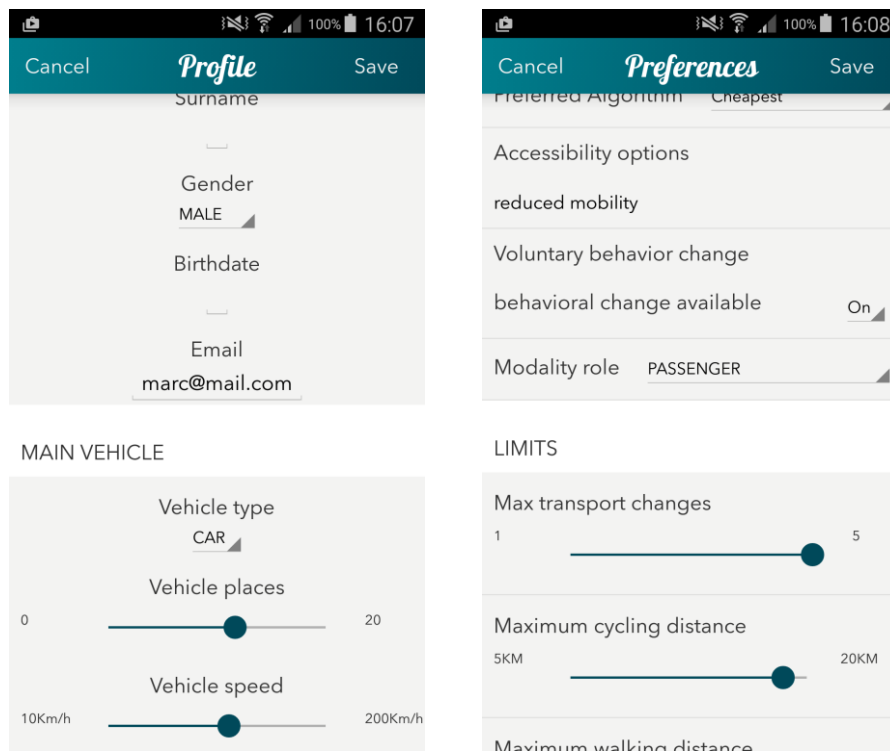 100% 16:07
Cancel Profile Save
Surname
Gender
MALE
Birthdate
Email
marc@mail.com
MAIN VEHICLE
Vehicle type
CAR
Vehicle places
0 20
Vehicle speed
10Km/h 200Km/h
100% 16:08
Cancel Preferences Save
Preferred Algorithm Cheapest
Accessibility options
reduced mobility
Voluntary behavior change
behavioral change available On
Modality role PASSENGER
LIMITS
Max transport changes
1 5
Maximum cycling distance
5KM 20KM
Maximum walking distance